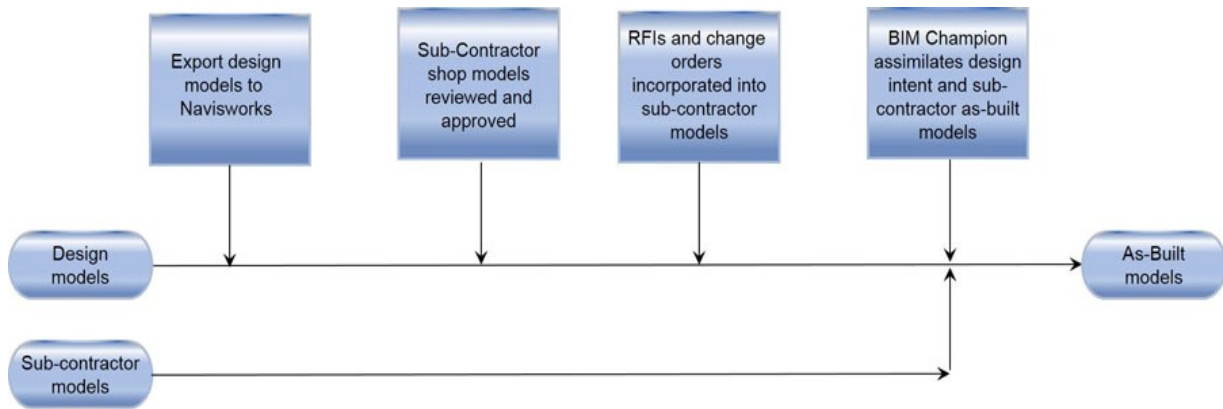 Export design
models to
Navisworks
Sub-Contractor
shop models
reviewed and
approved
RFIs and change
orders
incorporated into
sub-contractor
models
BIM Champion
assimilates design
intent and sub-
contractor as-built
models
Design
models
As-Built
models
Sub-contractor
models